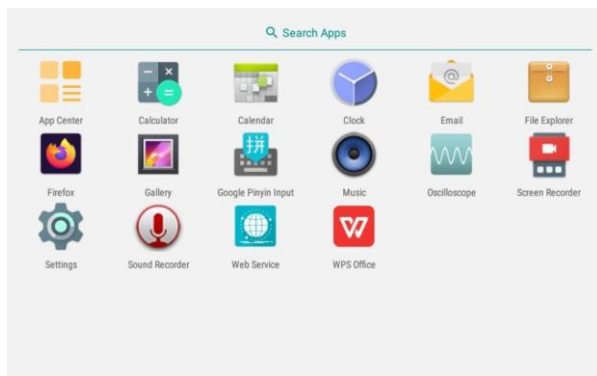 Search Apps
App Center Calculator Calendar Clock Email File Explorer
拼
Firefox Gallery Google Pinyin Input Music Oscilloscope Screen Recorder
Settings Sound Recorder Web Service WPS Office